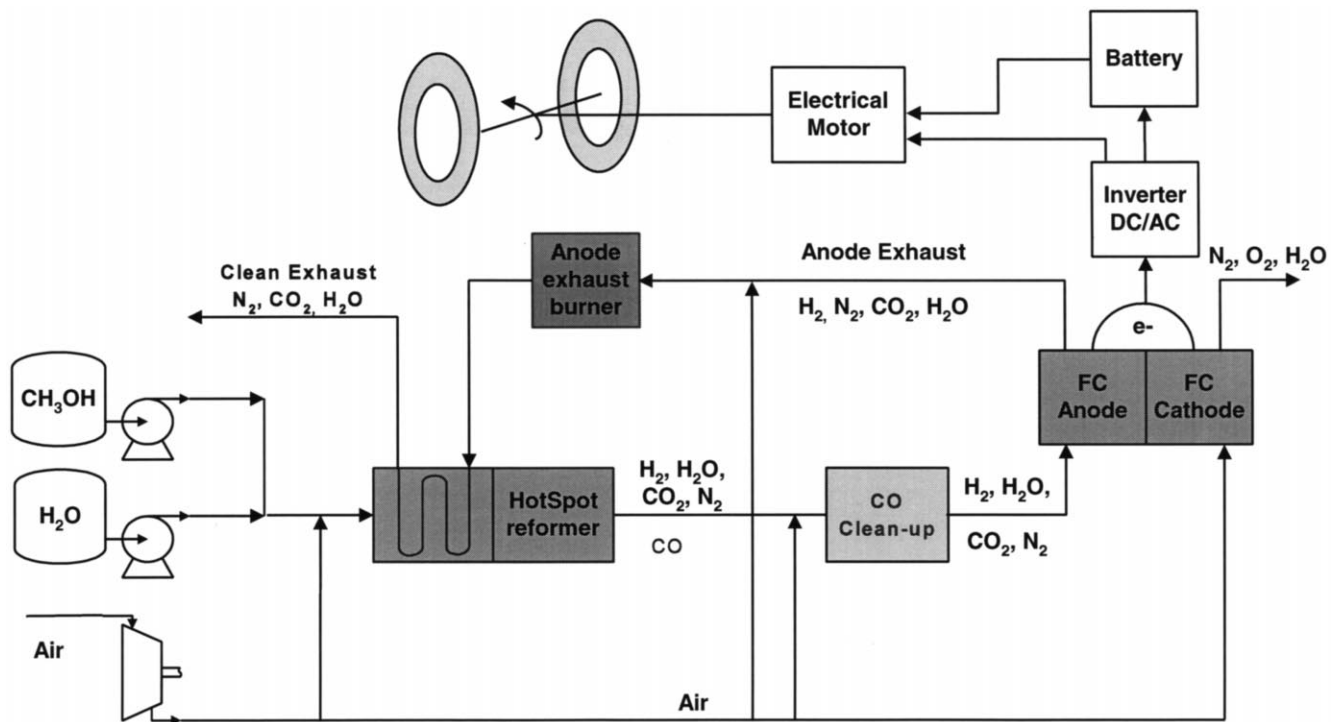 Battery
Electrical
Motor
Inverter
DC/AC
Anode
exhaust
burner
Anode Exhaust
H₂, N₂, CO₂, H₂O
N₂, O₂, H₂O
Clean Exhaust
N₂, CO₂, H₂O
e-
CH₃OH
FC
Anode
FC
Cathode
H₂O
HotSpot
reformer
H₂, H₂O,
CO₂, N₂
CO
CO
Clean-up
H₂, H₂O,
CO₂, N₂
Air
Air